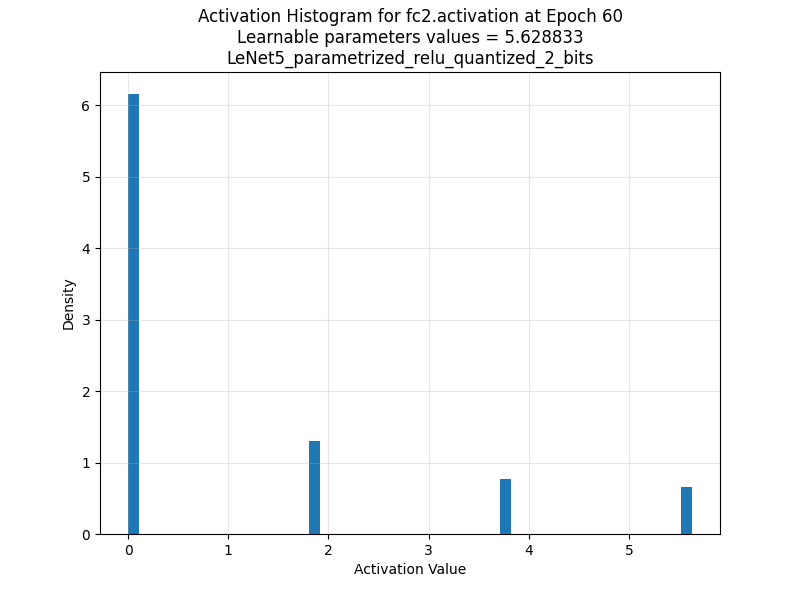 Activation Histogram for fc2.activation at Epoch 60
Learnable parameters values = 5.628833
LeNet5_parametrized_relu_quantized_2_bits
6
5
4
3
2
1
0
Density
0 1 2 3 4 5
Activation Value